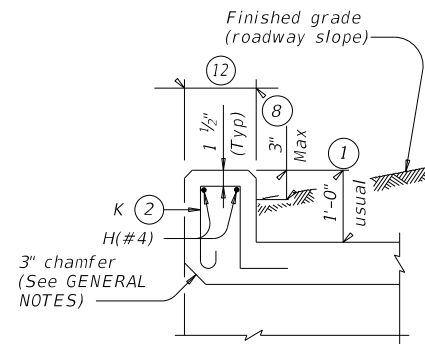 Finished grade
(roadway slope)
12
8
1 ½"
(Typ)
3"
Max
1
1'-0"
usual
K 2
H(#4)
3" chamfer
(See GENERAL
NOTES)